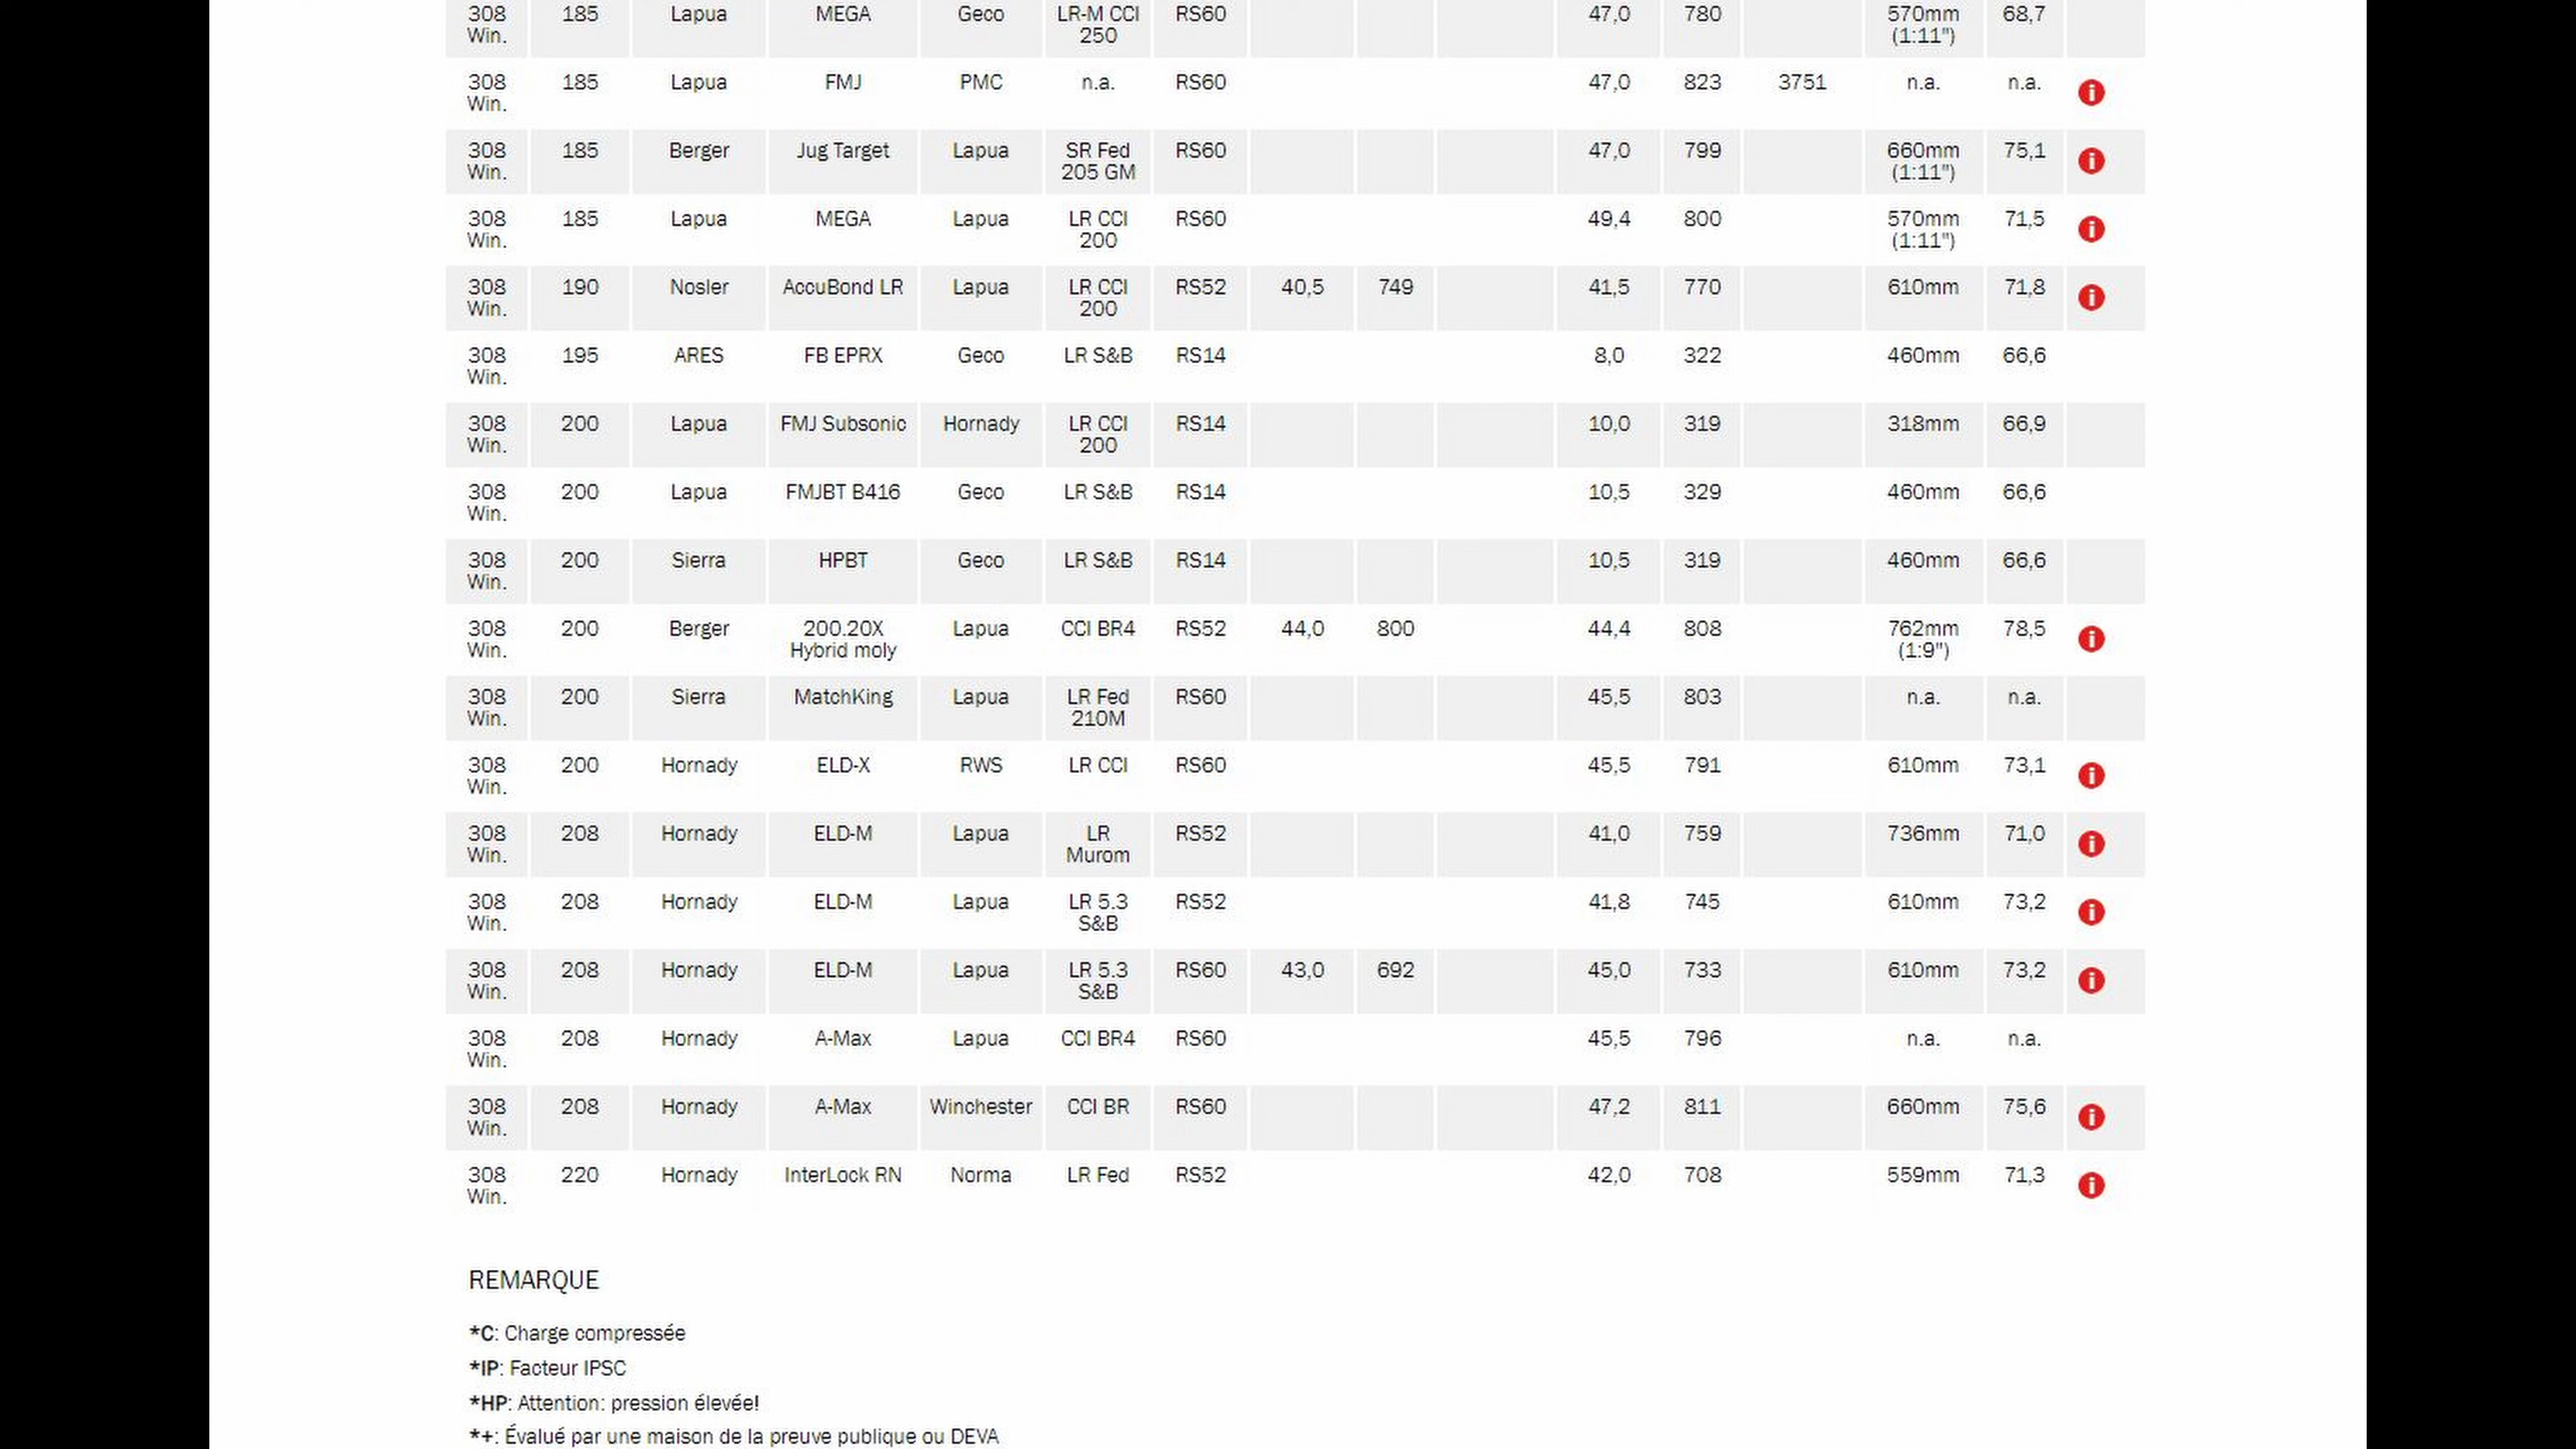 308 185 Lapua MEGA Geco LR-M CCI RS60 47,0 780 570mm 68,7
Win. 250 (1:11")
308 185 Lapua FMJ PMC n.a. RS60 47,0 823 3751 n.a. n.a. i
Win.
308 185 Berger Jug Target Lapua SR Fed RS60 47,0 799 660mm 75,1 i
Win. 205 GM (1:11")
308 185 Lapua MEGA Lapua LR CCI RS60 49,4 800 570mm 71,5 i
Win. 200 (1:11")
308 190 Nosler AccuBond LR Lapua LR CCI RS52 40,5 749 41,5 770 610mm 71,8 i
Win. 200
308 195 ARES FB EPRX Geco LR S&B RS14 8,0 322 460mm 66,6
Win.
308 200 Lapua FMJ Subsonic Hornady LR CCI RS14 10,0 319 318mm 66,9
Win. 200
308 200 Lapua FMJBT B416 Geco LR S&B RS14 10,5 329 460mm 66,6
Win.
308 200 Sierra HPBT Geco LR S&B RS14 10,5 319 460mm 66,6
Win.
308 200 Berger 200.20X Lapua CCI BR4 RS52 44,0 800 44,4 808 762mm 78,5 i
Win. Hybrid moly (1:9")
308 200 Sierra MatchKing Lapua LR Fed RS60 45,5 803 n.a. n.a.
Win. 210M
308 200 Hornady ELD-X RWS LR CCI RS60 45,5 791 610mm 73,1 i
Win.
308 208 Hornady ELD-M Lapua LR RS52 41,0 759 736mm 71,0 i
Win. Murom
308 208 Hornady ELD-M Lapua LR 5.3 RS52 41,8 745 610mm 73,2 i
Win. S&B
308 208 Hornady ELD-M Lapua LR 5.3 RS60 43,0 692 45,0 733 610mm 73,2 i
Win. S&B
308 208 Hornady A-Max Lapua CCI BR4 RS60 45,5 796 n.a. n.a.
Win.
308 208 Hornady A-Max Winchester CCI BR RS60 47,2 811 660mm 75,6 i
Win.
308 220 Hornady InterLock RN Norma LR Fed RS52 42,0 708 559mm 71,3 i
Win.
REMARQUE
*C: Charge compressée
*IP: Facteur IPSC
*HP: Attention: pression élevée!
*+: Évalué par une maison de la preuve publique ou DEVA